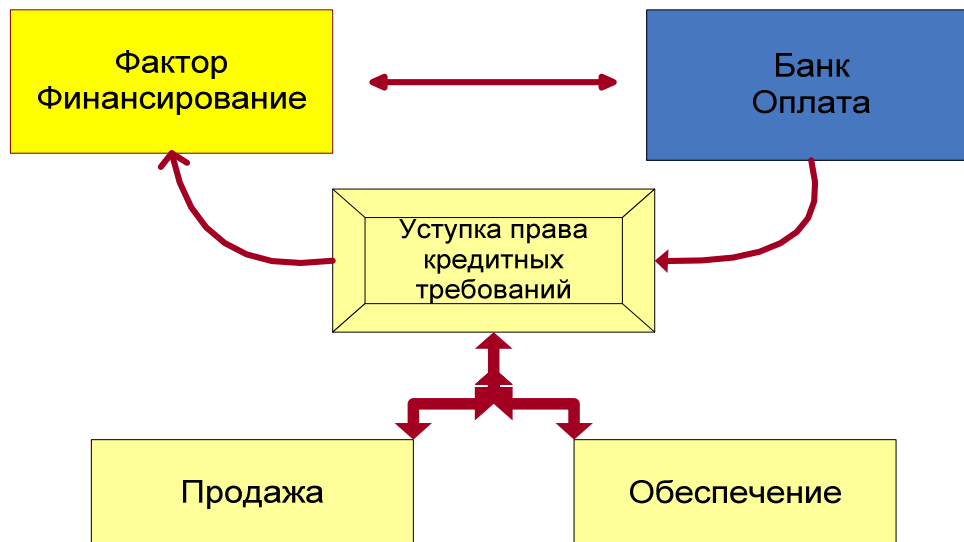 Фактор
Финансирование
Банк
Оплата
Уступка права
кредитных
требований
Продажа
Обеспечение